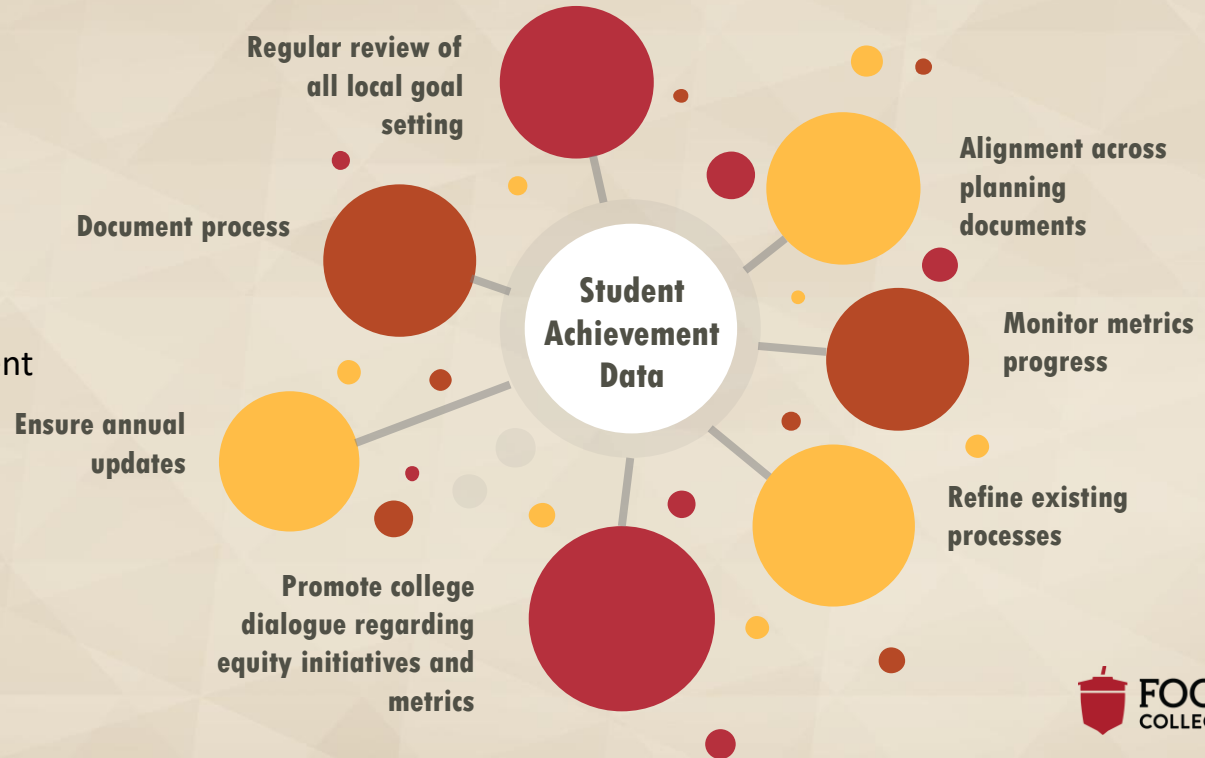 Regular review of
all local goal
setting
Alignment across
planning
documents
Document process
Student
Achievement
Data
Monitor metrics
progress
nt
Ensure annual
updates
Refine existing
processes
Promote college
dialogue regarding
equity initiatives and
metrics
FOO
COLLEG